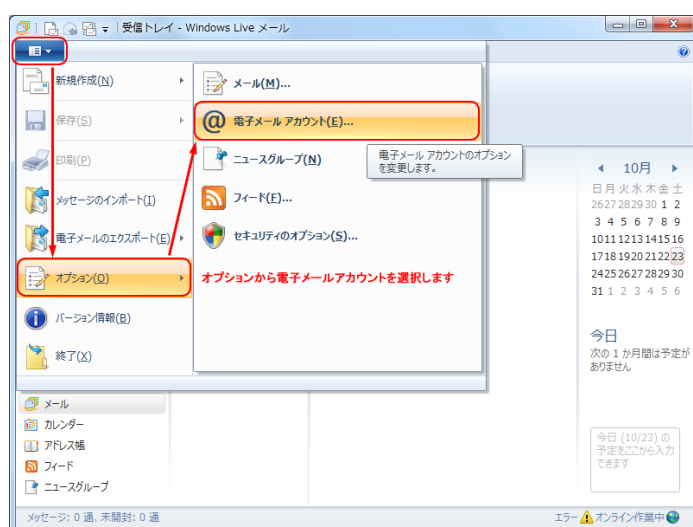 受信トレイ - Windows Live メール
新規作成(N)
保存(S)
印刷(P)
メッセージのインポート(I)
電子メールのエクスポート(E)
オプション(O)
バージョン情報(B)
終了(X)
メール(M)...
電子メール アカウント(E)...
ニュースグループ(N)
フィード(F)...
セキュリティのオプション(S)...
電子メール アカウントのオプション
を変更します。
オプションから電子メールアカウントを選択します
10月
日 月 火 水 木 金 土
26 27 28 29 30 1 2
3 4 5 6 7 8 9
10 11 12 13 14 15 16
17 18 19 20 21 22 23
24 25 26 27 28 29 30
31 1 2 3 4 5 6
今日
次の 1 か月間は予定が
ありません
今日 (10/23) の
予定をここから入力
できます
メール
カレンダー
アドレス帳
フィード
ニュースグループ
メッセージ: 0 通、未開封: 0 通
エラー
オンライン作業中